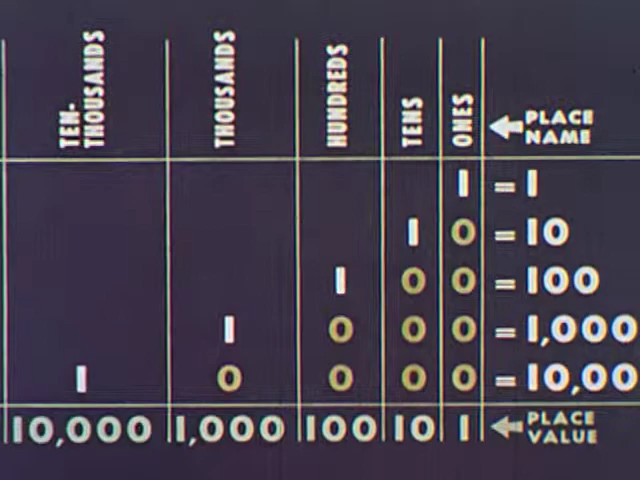 TEN-THOUSANDS THOUSANDS HUNDREDS TENS ONES PLACE NAME
1 = 1
1 0 = 10
1 0 0 = 100
1 0 0 0 = 1,000
1 0 0 0 0 = 10,00
10,000 1,000 100 10 1 PLACE VALUE